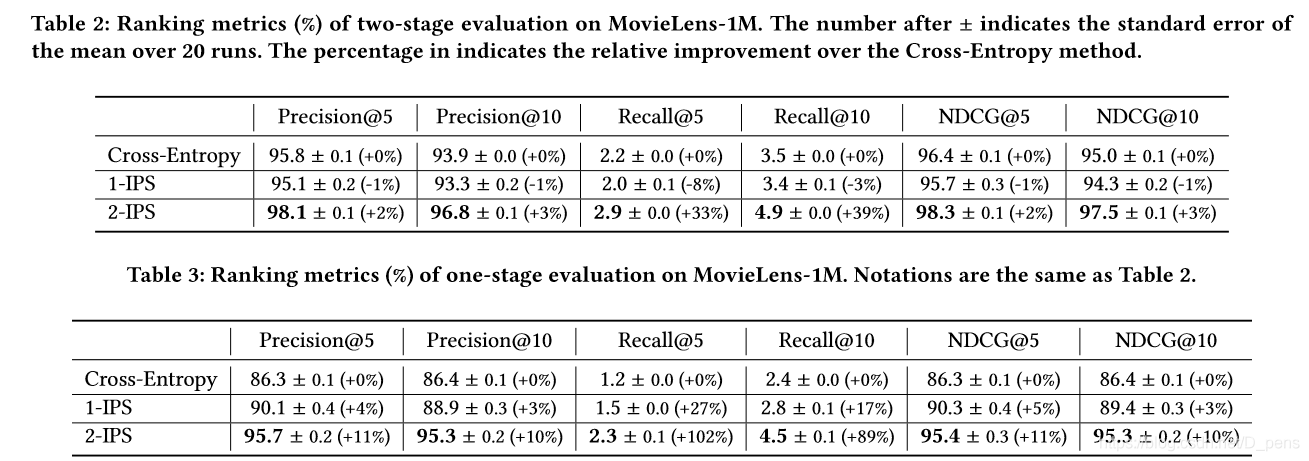 Table 2: Ranking metrics (%) of two-stage evaluation on MovieLens-1M. The number after ± indicates the standard error of
the mean over 20 runs. The percentage in indicates the relative improvement over the Cross-Entropy method.
Precision@5 Precision@10 Recall@5 Recall@10 NDCG@5 NDCG@10
Cross-Entropy 95.8 ± 0.1 (+0%) 93.9 ± 0.0 (+0%) 2.2 ± 0.0 (+0%) 3.5 ± 0.0 (+0%) 96.4 ± 0.1 (+0%) 95.0 ± 0.1 (+0%)
1-IPS 95.1 ± 0.2 (-1%) 93.3 ± 0.2 (-1%) 2.0 ± 0.1 (-8%) 3.4 ± 0.1 (-3%) 95.7 ± 0.3 (-1%) 94.3 ± 0.2 (-1%)
2-IPS 98.1 ± 0.1 (+2%) 96.8 ± 0.1 (+3%) 2.9 ± 0.0 (+33%) 4.9 ± 0.0 (+39%) 98.3 ± 0.1 (+2%) 97.5 ± 0.1 (+3%)
Table 3: Ranking metrics (%) of one-stage evaluation on MovieLens-1M. Notations are the same as Table 2.
Precision@5 Precision@10 Recall@5 Recall@10 NDCG@5 NDCG@10
Cross-Entropy 86.3 ± 0.1 (+0%) 86.4 ± 0.1 (+0%) 1.2 ± 0.0 (+0%) 2.4 ± 0.0 (+0%) 86.3 ± 0.1 (+0%) 86.4 ± 0.1 (+0%)
1-IPS 90.1 ± 0.4 (+4%) 88.9 ± 0.3 (+3%) 1.5 ± 0.0 (+27%) 2.8 ± 0.1 (+17%) 90.3 ± 0.4 (+5%) 89.4 ± 0.3 (+3%)
2-IPS 95.7 ± 0.2 (+11%) 95.3 ± 0.2 (+10%) 2.3 ± 0.1 (+102%) 4.5 ± 0.1 (+89%) 95.4 ± 0.3 (+11%) 95.3 ± 0.2 (+10%)